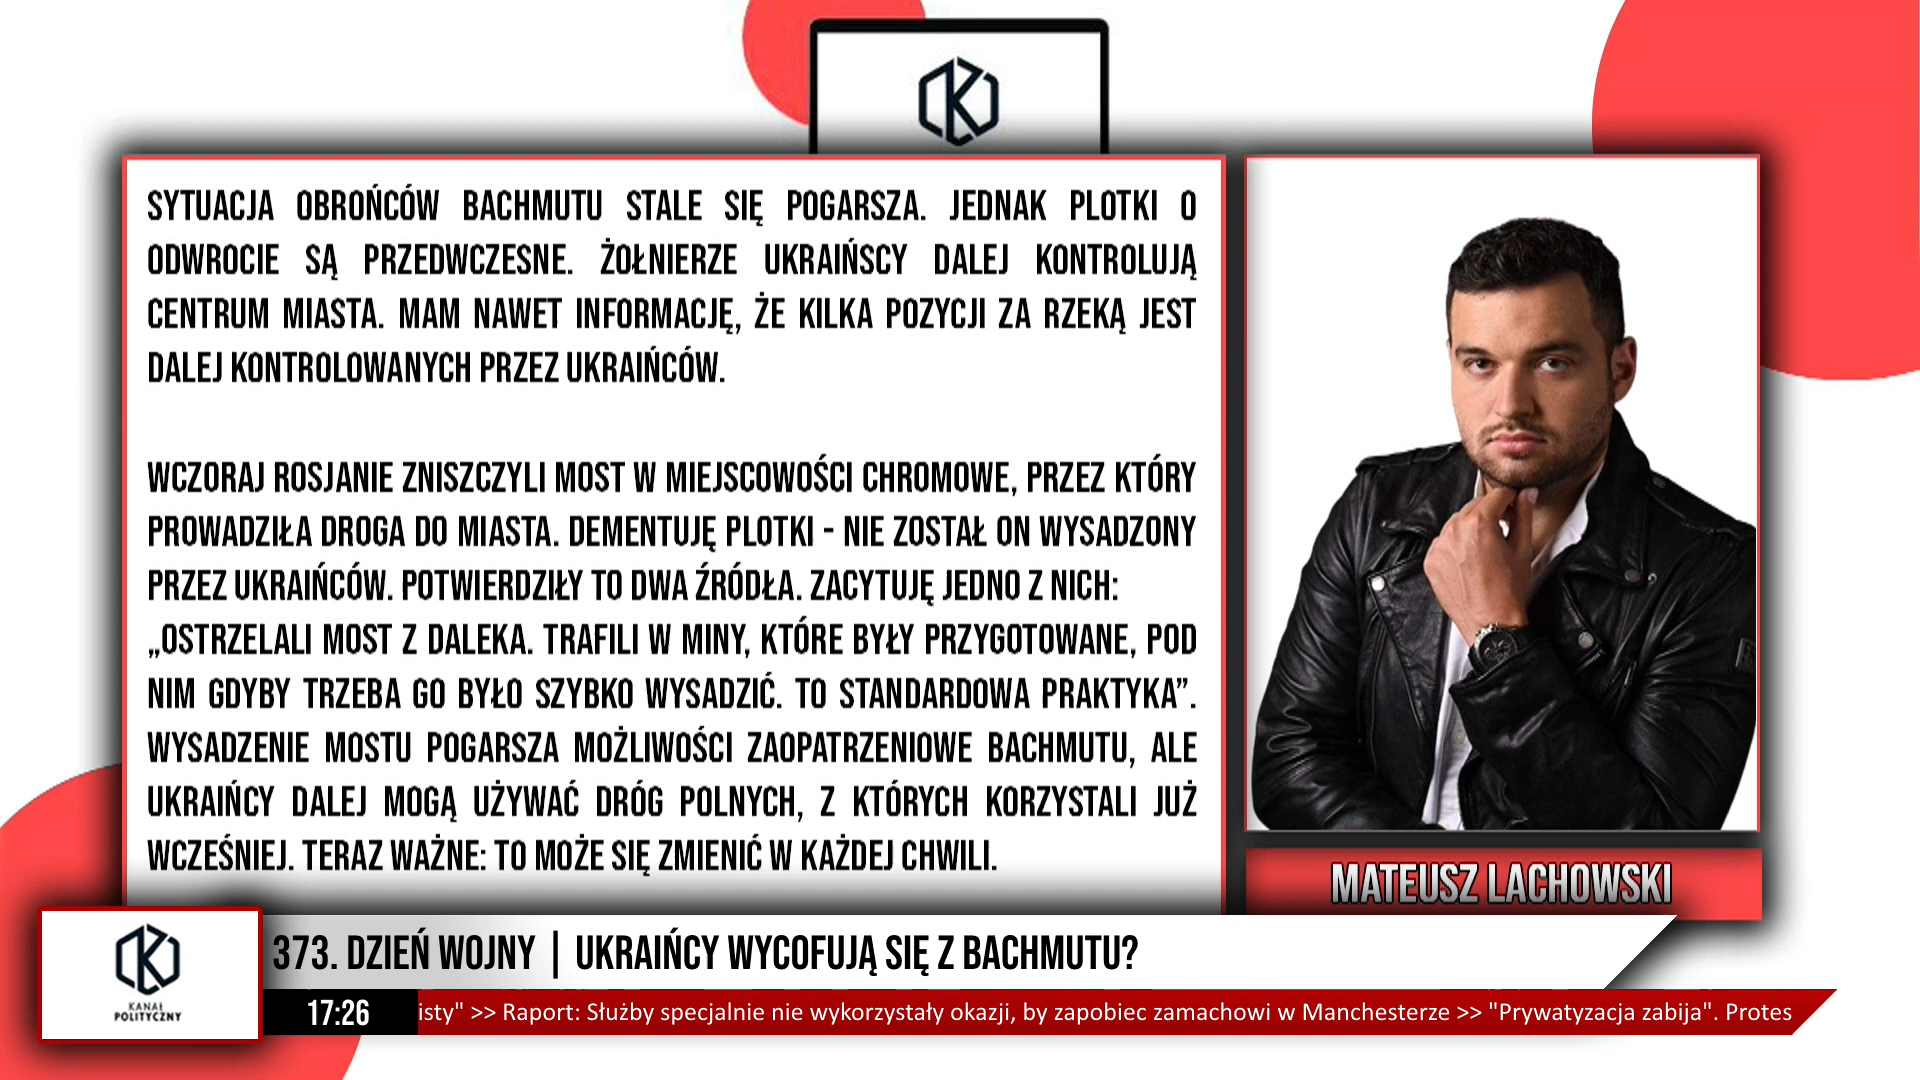 SYTUACJA OBROŃCÓW BACHMUTU STALE SIĘ POGARSZA. JEDNAK PLOTKI O
ODWROCIE SĄ PRZEDWCZESNE. ŻOŁNIERZE UKRAIŃSCY DALEJ KONTROLUJĄ
CENTRUM MIASTA. MAM NAWET INFORMACJĘ, ŻE KILKA POZYCJI ZA RZEKĄ JEST
DALEJ KONTROLOWANYCH PRZEZ UKRAIŃCÓW.
WCZORAJ ROSJANIE ZNISZCZYLI MOST W MIEJSCOWOŚCI CHROMOWE, PRZEZ KTÓRY
PROWADZIŁA DROGA DO MIASTA. DEMENTUJĘ PLOTKI - NIE ZOSTAŁ ON WYSADZONY
PRZEZ UKRAIŃCÓW. POTWIERDZIŁY TO DWA ŹRÓDŁA. ZACYTUJĘ JEDNO Z NICH:
„OSTRZELALI MOST Z DALEKA. TRAFILI W MINY, KTÓRE BYŁY PRZYGOTOWANE, POD
NIM GDYBY TRZEBA GO BYŁO SZYBKO WYSADZIĆ. TO STANDARDOWA PRAKTYKA”.
WYSADZENIE MOSTU POGARSZA MOŻLIWOŚCI ZAOPATRZENIOWE BACHMUTU, ALE
UKRAIŃCY DALEJ MOGĄ UŻYWAĆ DRÓG POLNYCH, Z KTÓRYCH KORZYSTALI JUŻ
WCZEŚNIEJ. TERAZ WAŻNE: TO MOŻE SIĘ ZMIENIĆ W KAŻDEJ CHWILI.
MATEUSZ LACHOWSKI
373. DZIEŃ WOJNY | UKRAIŃCY WYCOFUJĄ SIĘ Z BACHMUTU?
KANAŁ
POLITYCZNY
17:26
isty" >> Raport: Służby specjalnie nie wykorzystały okazji, by zapobiec zamachowi w Manchesterze >> "Prywatyzacja zabija". Protes